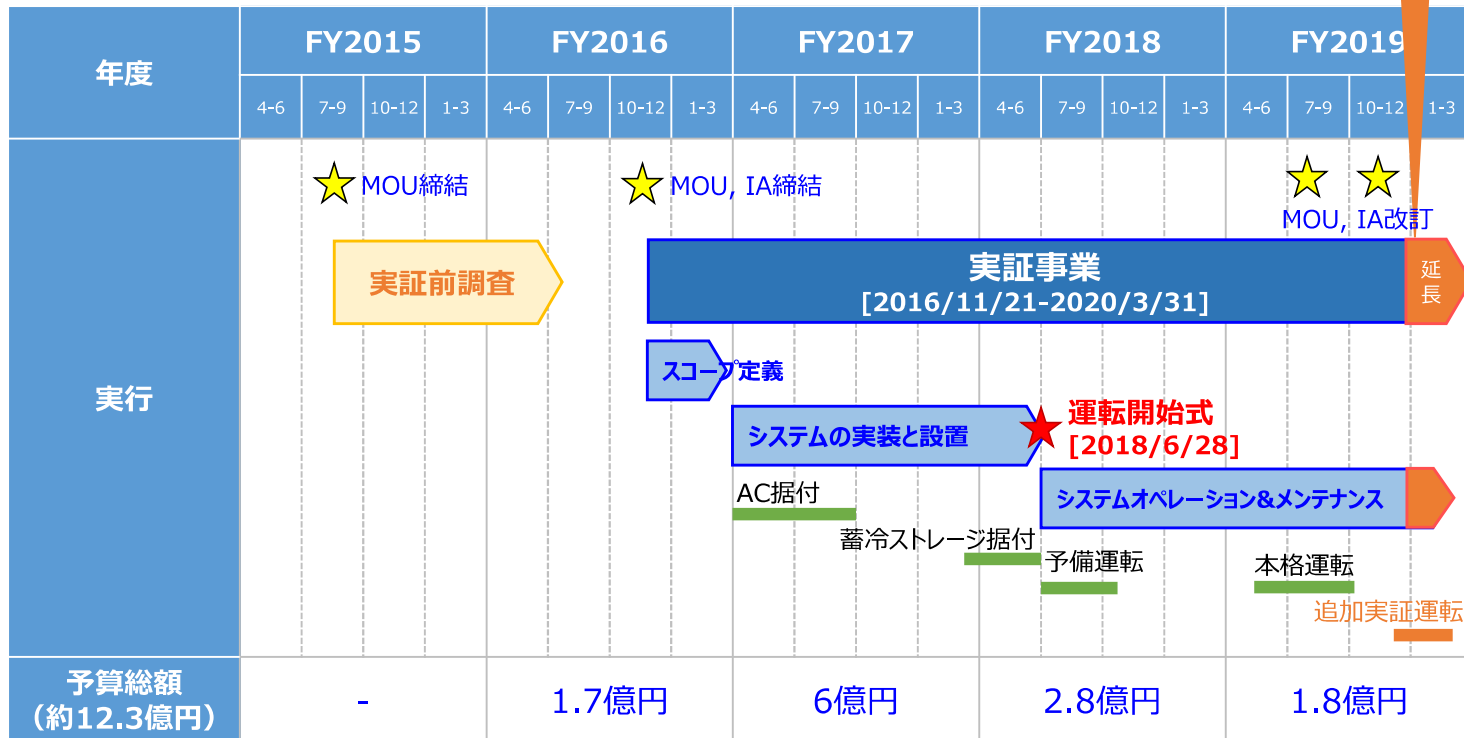 年度
FY2015
FY2016
FY2017
FY2018
FY2019
4-6
7-9
10-12
1-3
4-6
7-9
10-12
1-3
4-6
7-9
10-12
1-3
4-6
7-9
10-12
1-3
4-6
7-9
10-12
1-3
実行
MOU締結
MOU, IA締結
MOU, IA改訂
実証前調査
実証事業
[2016/11/21-2020/3/31]
延
長
スコープ定義
システムの実装と設置
運転開始式
[2018/6/28]
システムオペレーション&メンテナンス
AC据付
蓄冷ストレージ据付
予備運転
本格運転
追加実証運転
予算総額
（約12.3億円）
-
1.7億円
6億円
2.8億円
1.8億円